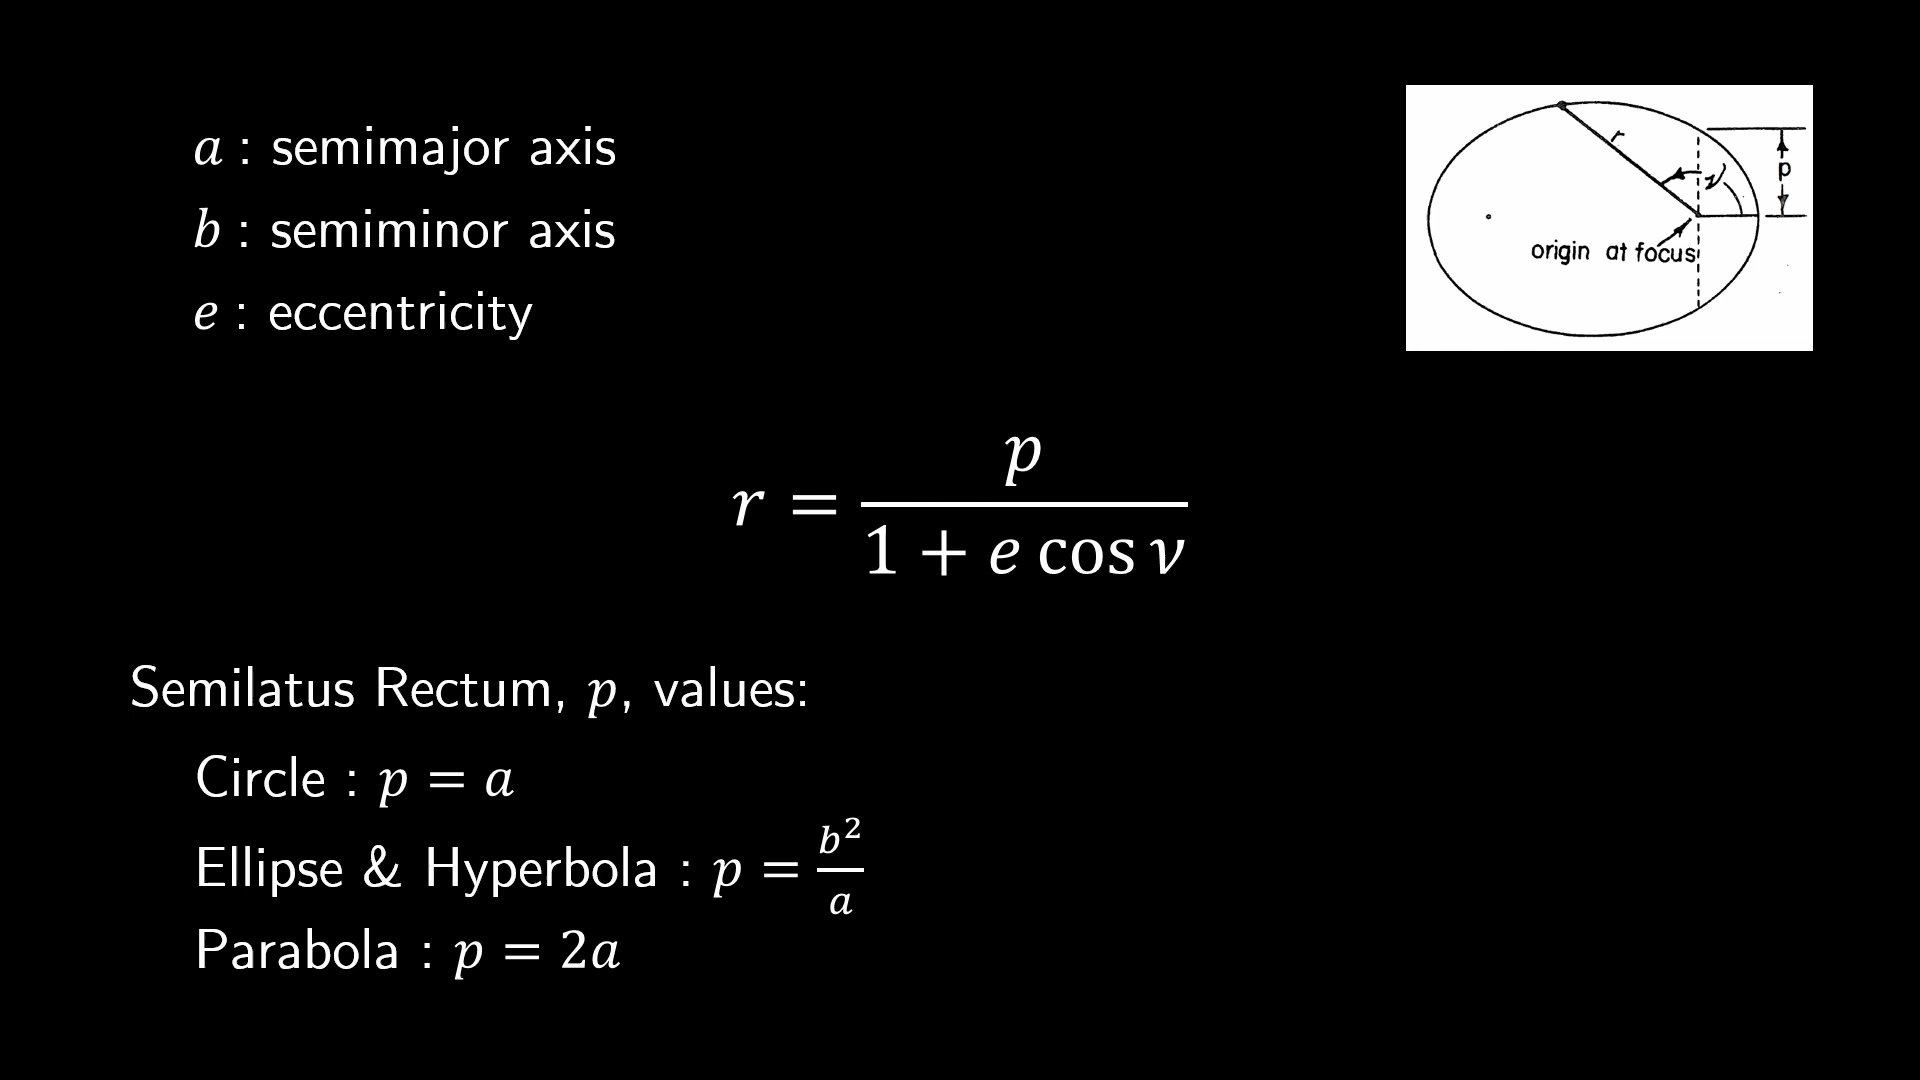 a : semimajor axis
b : semiminor axis
e : eccentricity
r
ν
p
origin at focus
r = p / (1 + e cos ν)
Semilatus Rectum, p, values:
Circle : p = a
Ellipse & Hyperbola : p = b² / a
Parabola : p = 2a